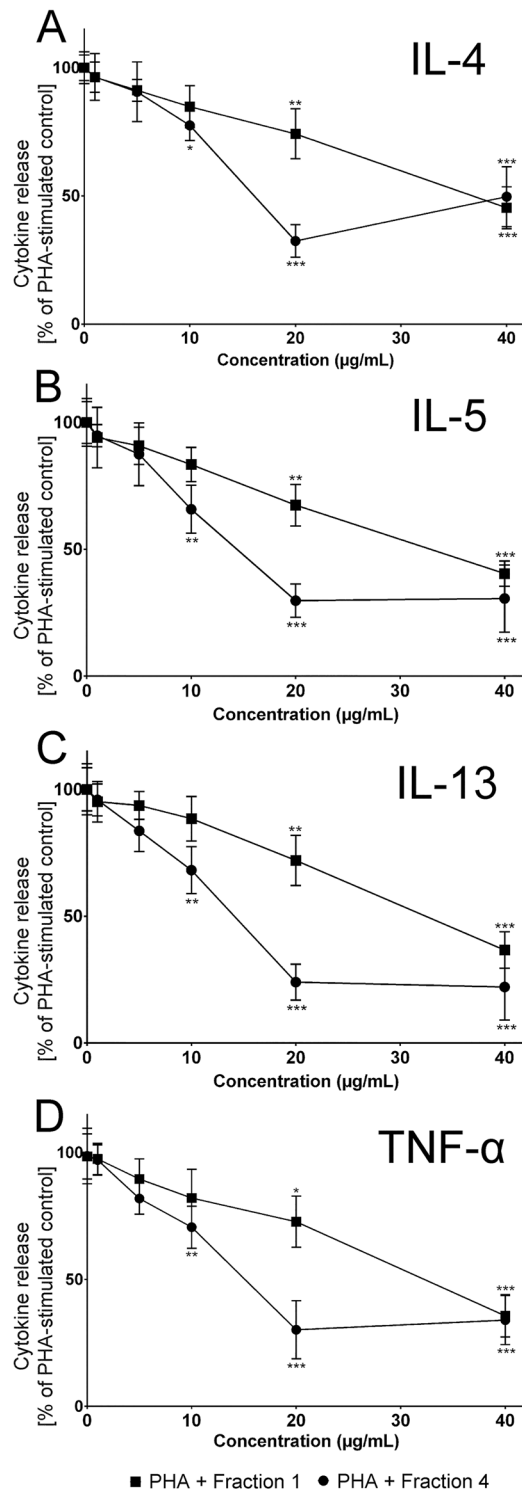 A
IL-4
Cytokine release
[% of PHA-stimulated control]
100
50
0
**
***
*
***
***
0 10 20 30 40
Concentration (µg/mL)
B
IL-5
Cytokine release
[% of PHA-stimulated control]
100
50
0
**
***
**
***
***
0 10 20 30 40
Concentration (µg/mL)
C
IL-13
Cytokine release
[% of PHA-stimulated control]
100
50
0
**
***
**
***
***
0 10 20 30 40
Concentration (µg/mL)
D
TNF-α
Cytokine release
[% of PHA-stimulated control]
100
50
0
*
***
**
***
***
0 10 20 30 40
Concentration (µg/mL)
PHA + Fraction 1 PHA + Fraction 4